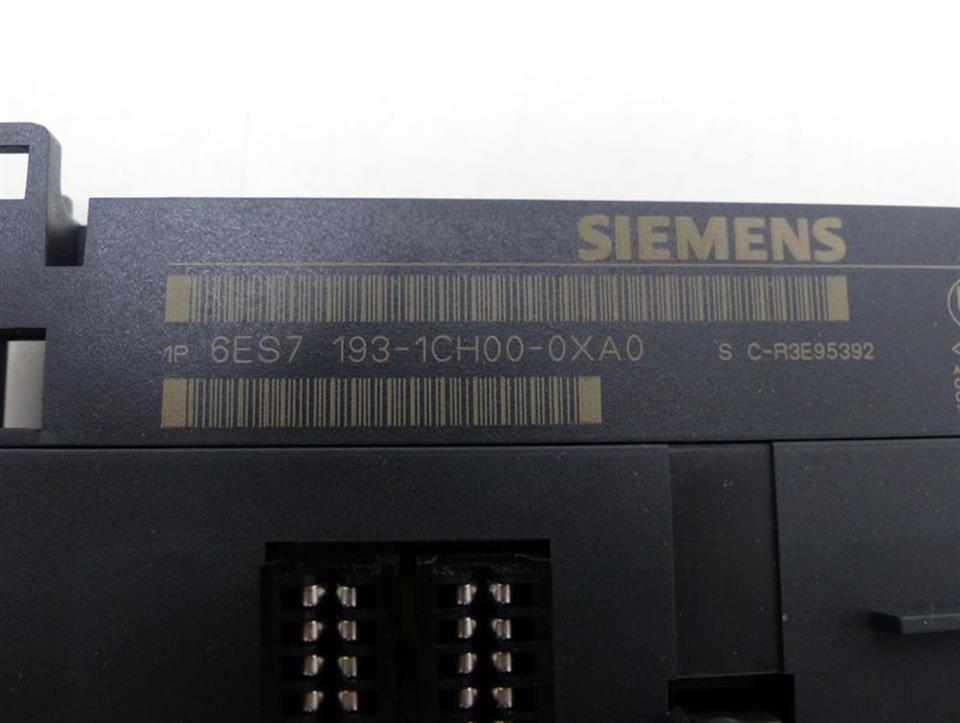 SIEMENS
1P 6ES7 193-1CH00-0XA0 S C-R3E95392